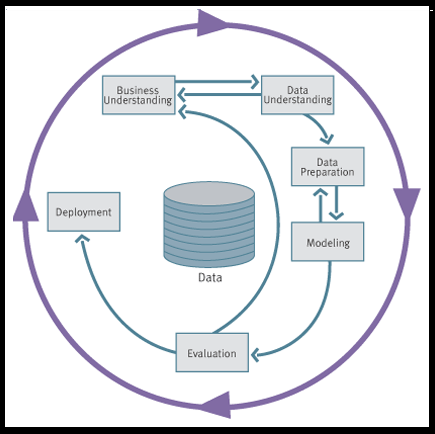 Business
Understanding
Data
Understanding
Data
Preparation
Modeling
Deployment
Data
Evaluation